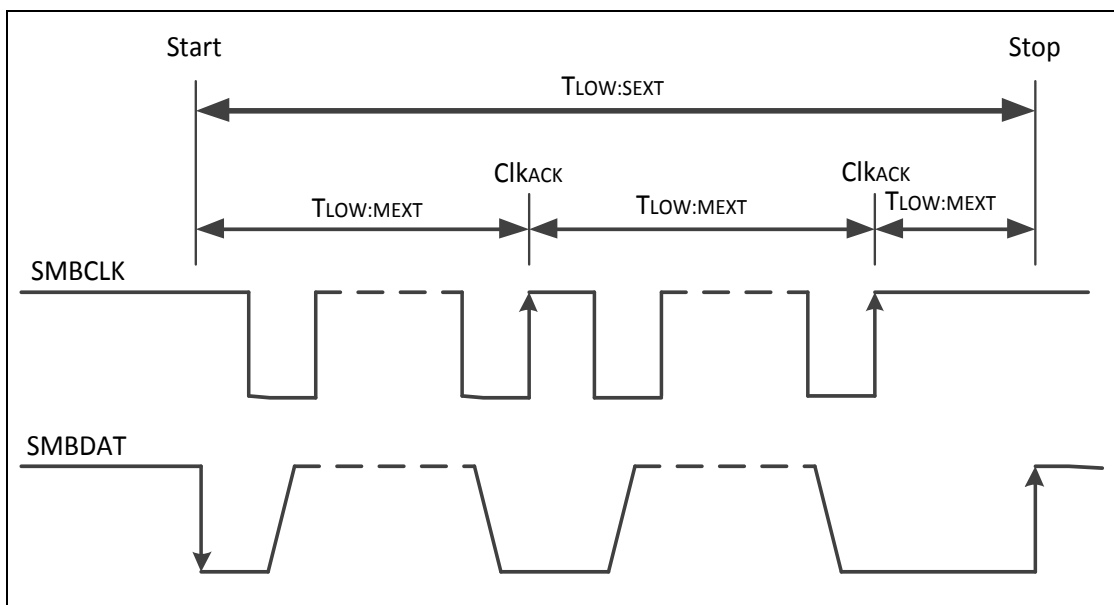 Start
Stop
TLOW:SEXT
ClkACK
ClkACK
TLOW:MEXT
TLOW:MEXT
TLOW:MEXT
SMBCLK
SMBDAT